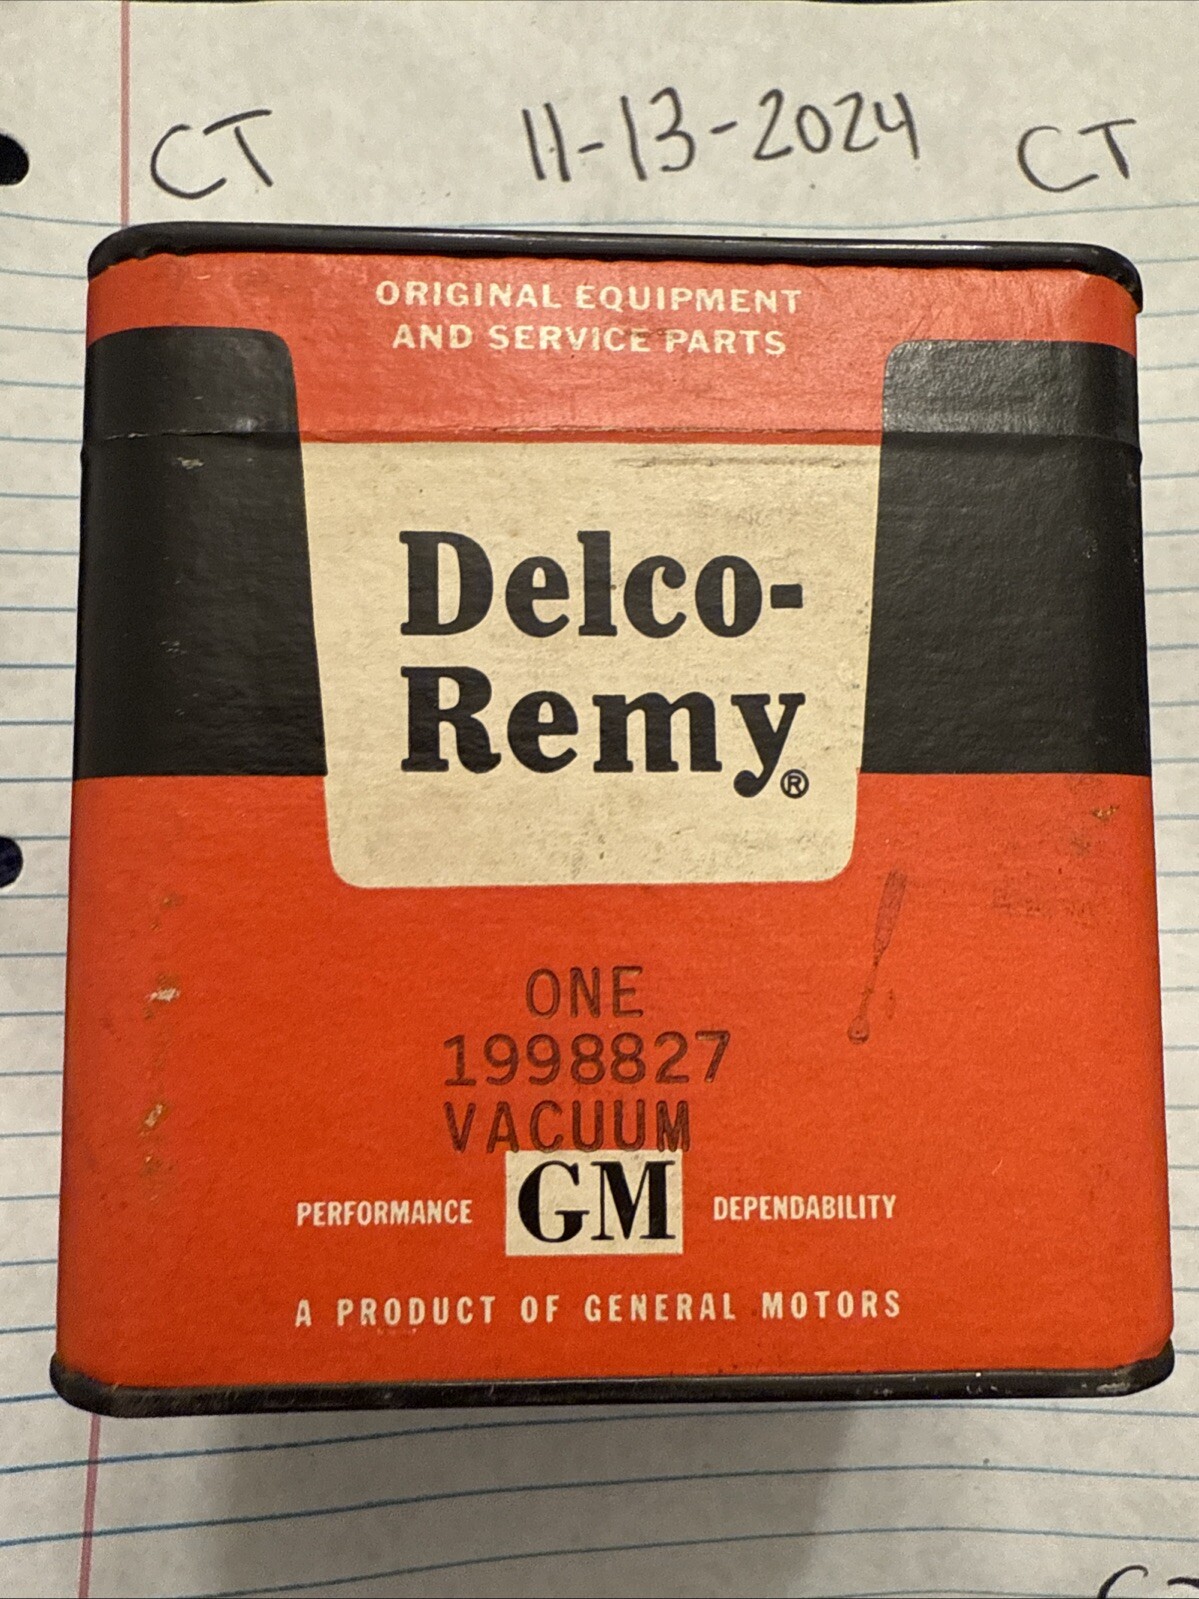 CT 11-13-2024 CT
ORIGINAL EQUIPMENT
AND SERVICE PARTS
Delco-
Remy®
ONE
1998827
VACUUM
PERFORMANCE GM DEPENDABILITY
A PRODUCT OF GENERAL MOTORS